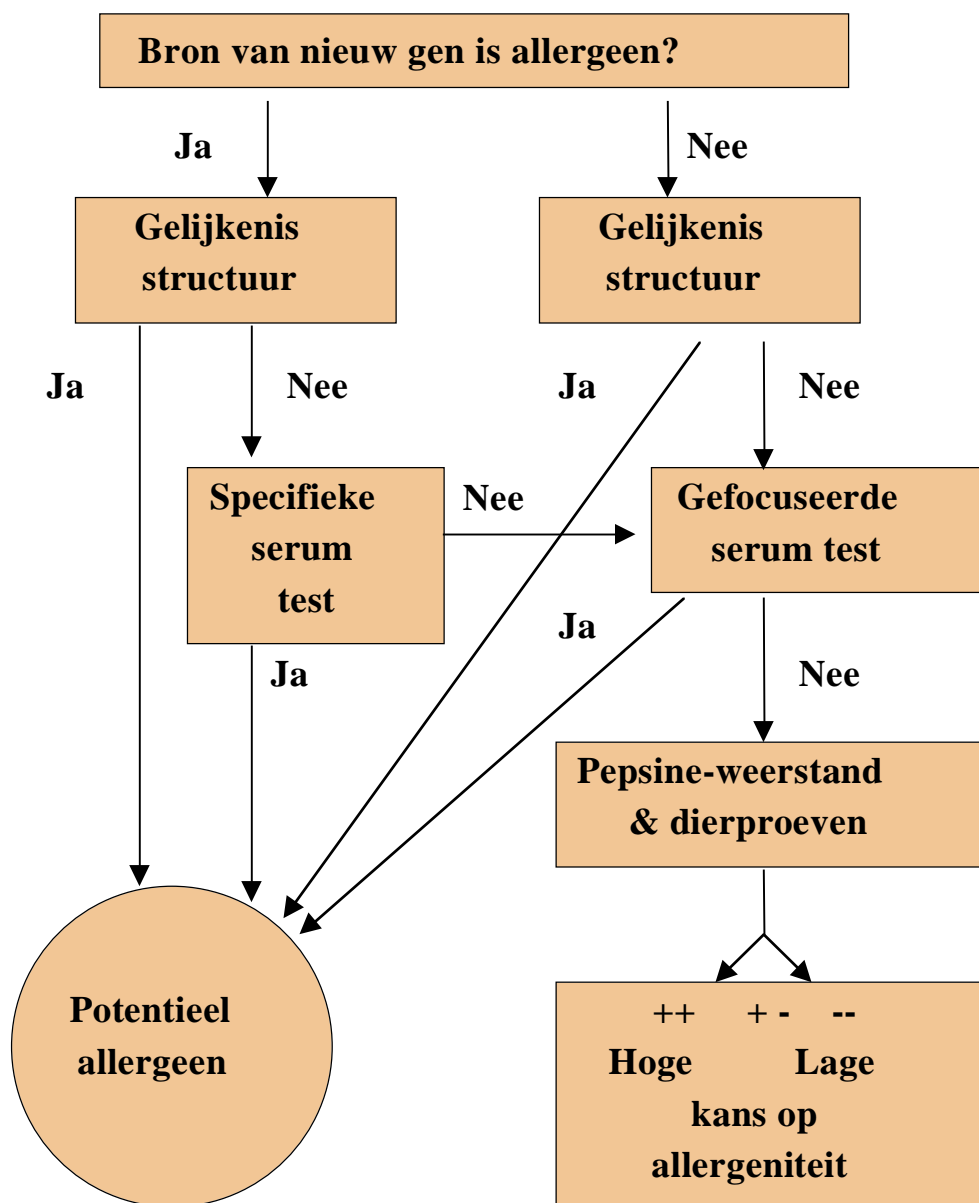 Bron van nieuw gen is allergeen?
Ja
Nee
Gelijkenis
structuur
Gelijkenis
structuur
Ja
Nee
Ja
Nee
Specifieke
serum
test
Nee
Gefocuseerde
serum test
Ja
Ja
Nee
Pepsine-weerstand
& dierproeven
Potentieel
allergeen
++ + - --
Hoge Lage
kans op
allergeniteit